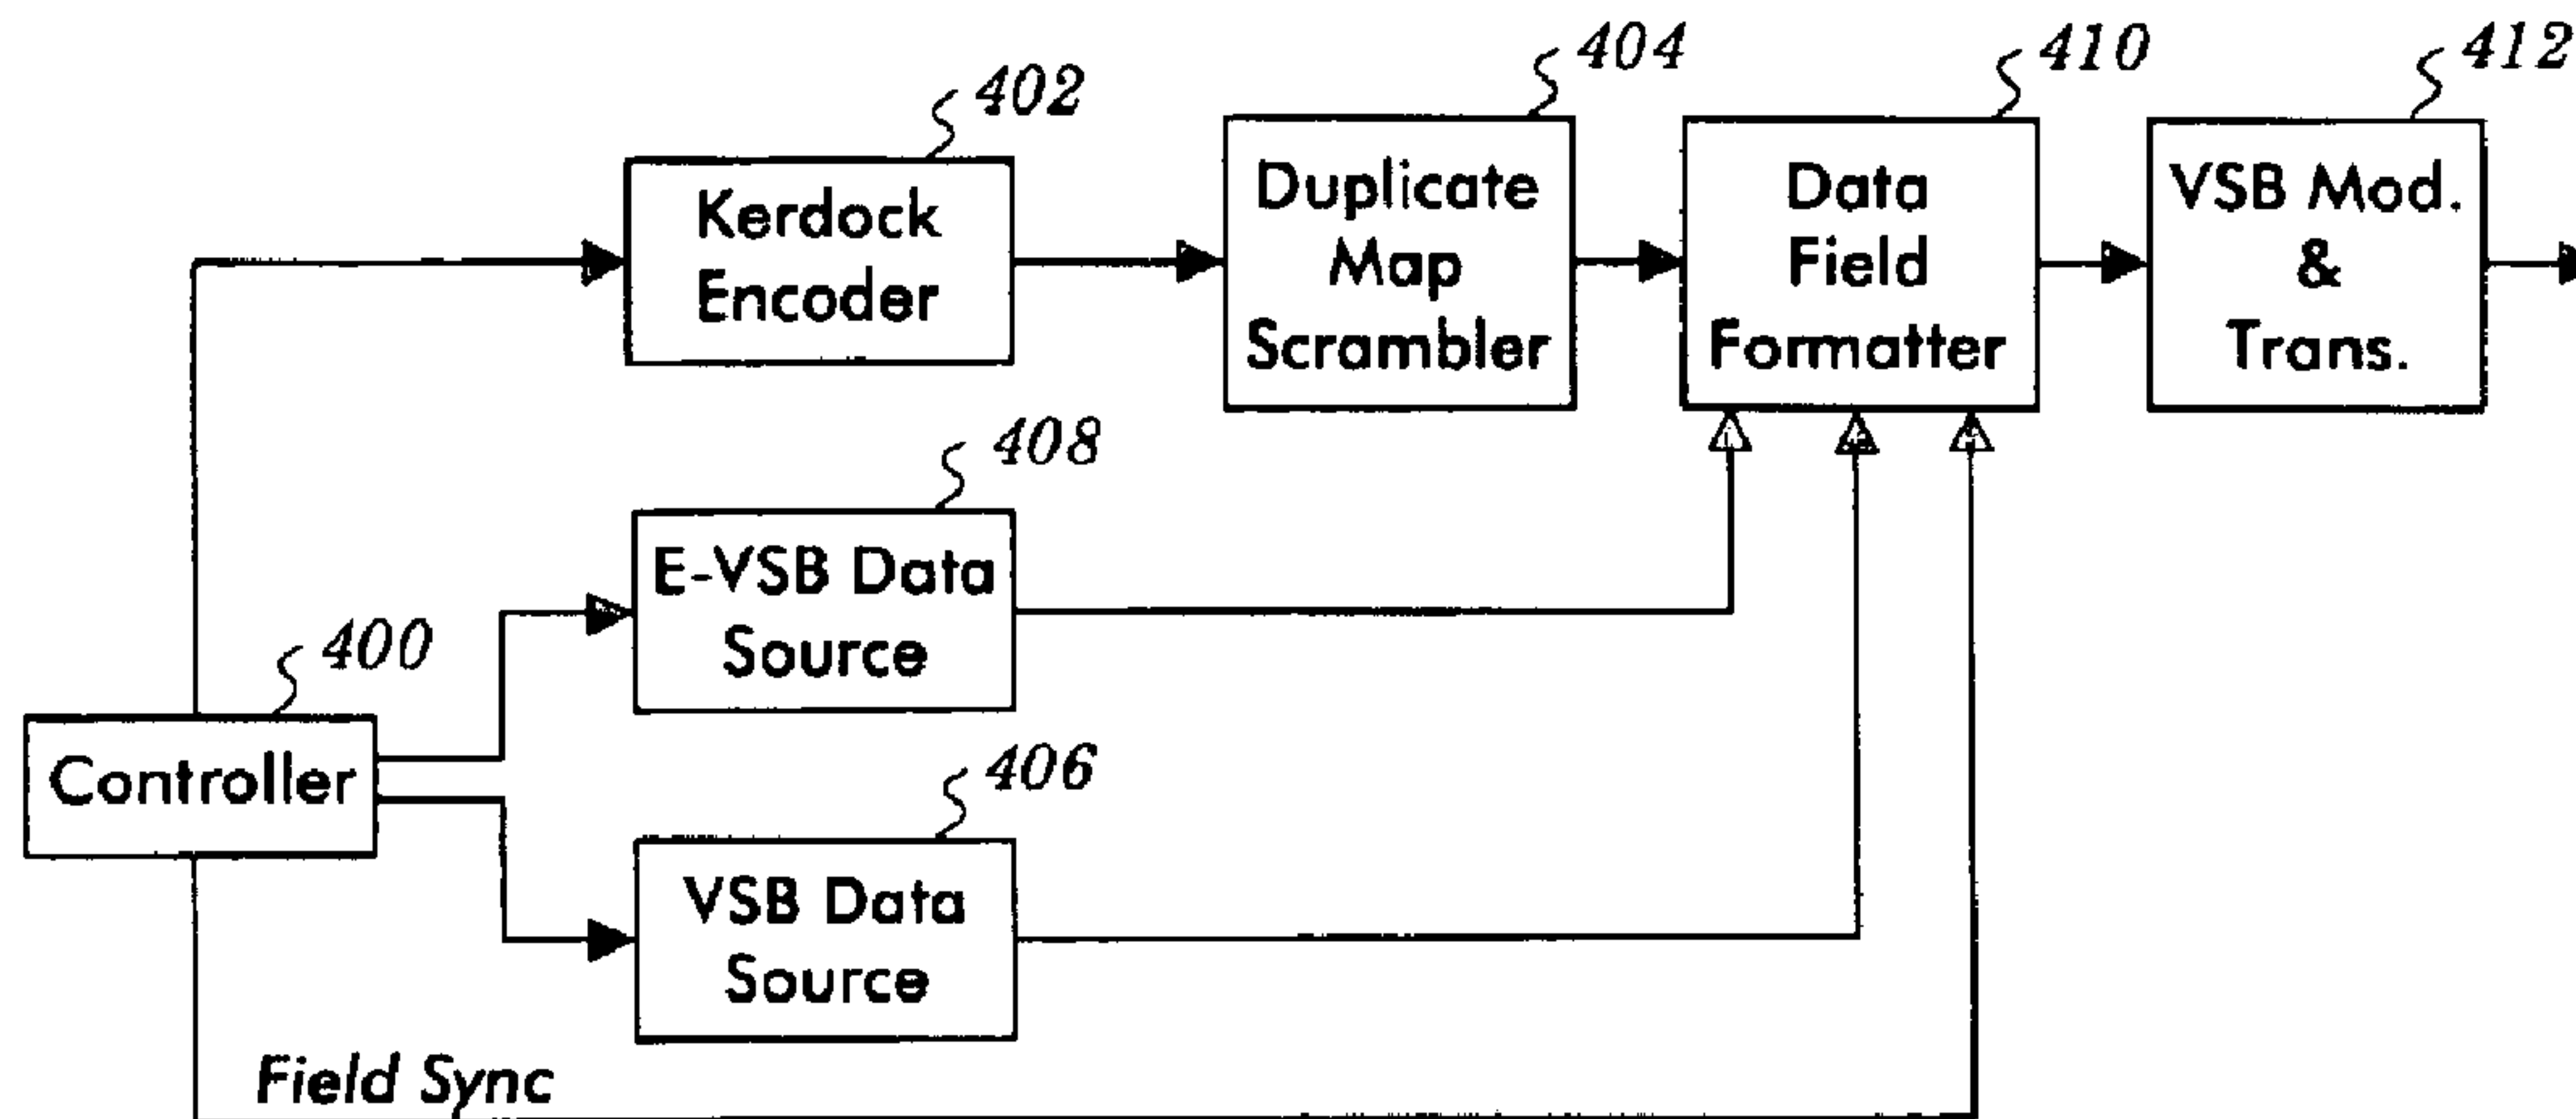 402
404
410
412
Kerdock
Encoder
Duplicate
Map
Scrambler
Data
Field
Formatter
VSB Mod.
&
Trans.
408
E-VSB Data
Source
400
Controller
406
VSB Data
Source
Field Sync